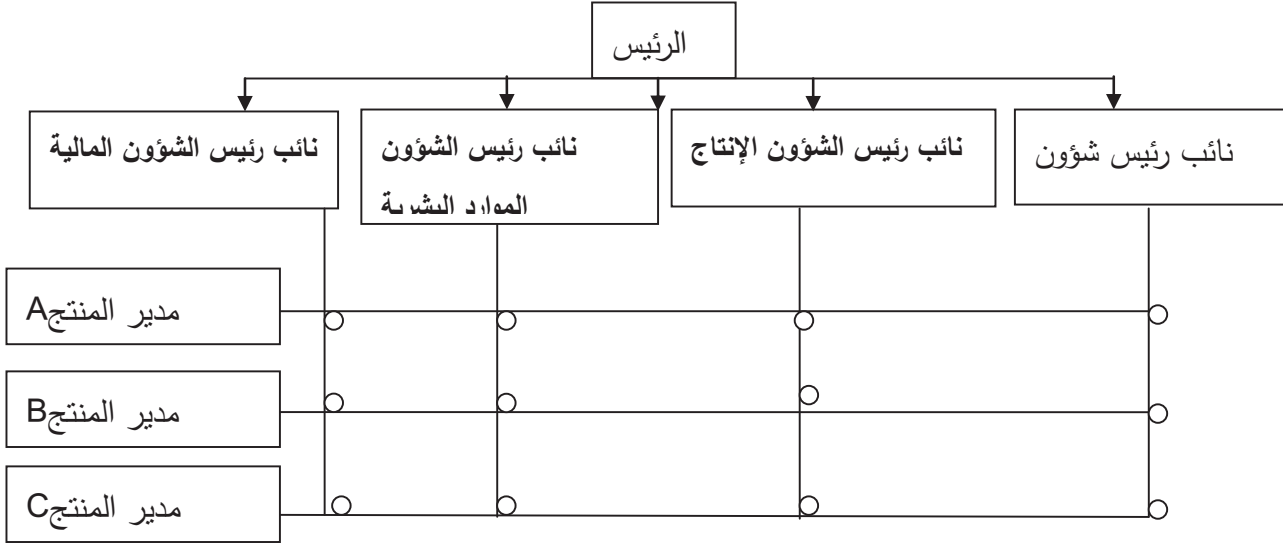 الرئيس
نائب رئيس شؤون
نائب رئيس الشؤون الإنتاج
نائب رئيس الشؤون
الموارد البشرية
نائب رئيس الشؤون المالية
مدير المنتجA
مدير المنتجB
مدير المنتجC